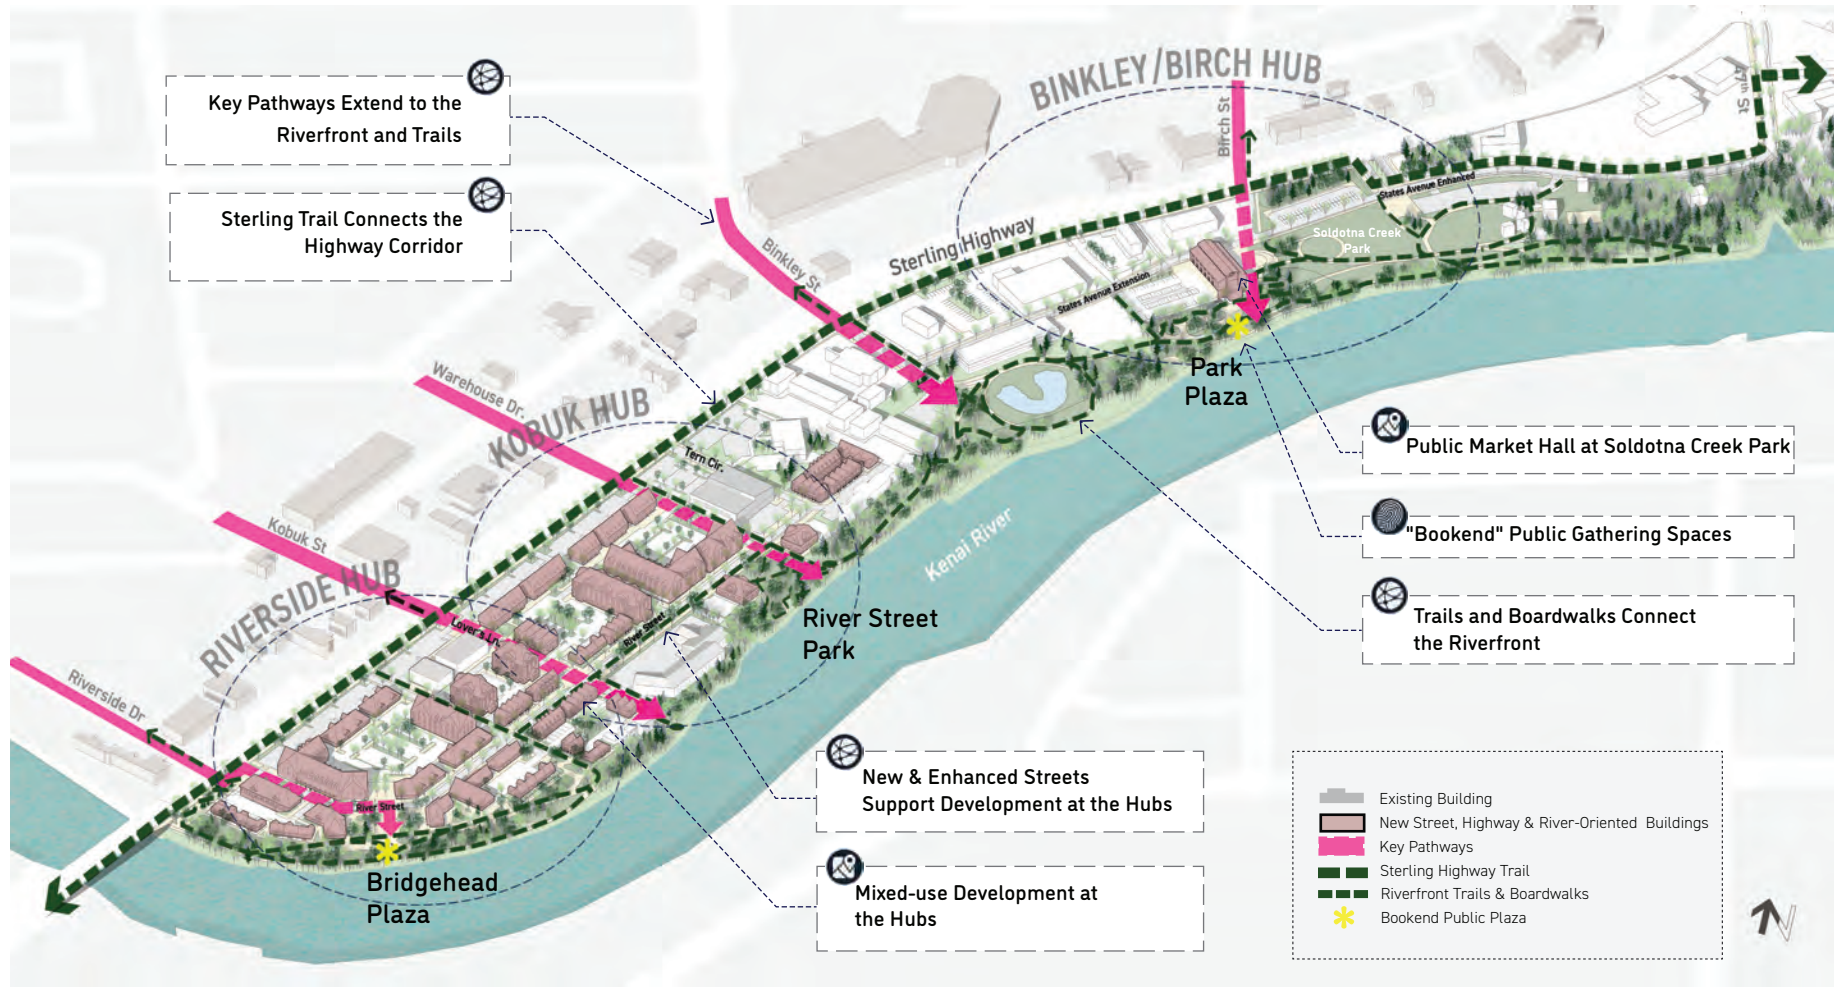 BINKLEY/BIRCH HUB
47th St
Key Pathways Extend to the
Riverfront and Trails
Birch St
States Avenue Enhanced
Sterling Trail Connects the
Highway Corridor
Soldotna Creek
Park
Sterling Highway
Binkley St
States Avenue Extension
Park
Plaza
Warehouse Dr.
KOBUK HUB
Public Market Hall at Soldotna Creek Park
Tern Cir.
Kobuk St
"Bookend" Public Gathering Spaces
Kenai River
RIVERSIDE HUB
Lover's Ln.
River Street
River Street
Park
Trails and Boardwalks Connect
the Riverfront
Riverside Dr
New & Enhanced Streets
Support Development at the Hubs
River Street
Bridgehead
Plaza
Mixed-use Development at
the Hubs
Existing Building
New Street, Highway & River-Oriented Buildings
Key Pathways
Sterling Highway Trail
Riverfront Trails & Boardwalks
Bookend Public Plaza
N